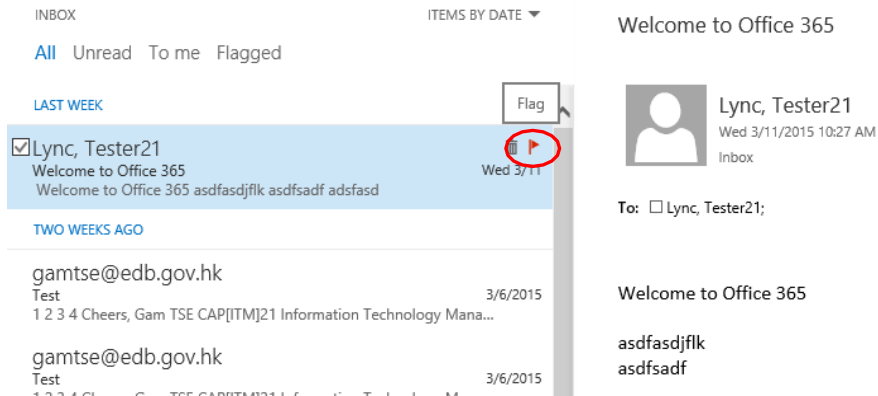 INBOX
ITEMS BY DATE
All Unread To me Flagged
LAST WEEK
Flag
Lync, Tester21
Welcome to Office 365
Wed 3/11
Welcome to Office 365 asdfasdjflk asdfsadf adsfasd
TWO WEEKS AGO
gamtse@edb.gov.hk
Test
3/6/2015
1 2 3 4 Cheers, Gam TSE CAP[ITM]21 Information Technology Mana...
gamtse@edb.gov.hk
Test
3/6/2015
Welcome to Office 365
Lync, Tester21
Wed 3/11/2015 10:27 AM
Inbox
To: Lync, Tester21;
Welcome to Office 365
asdfasdjflk
asdfsadf